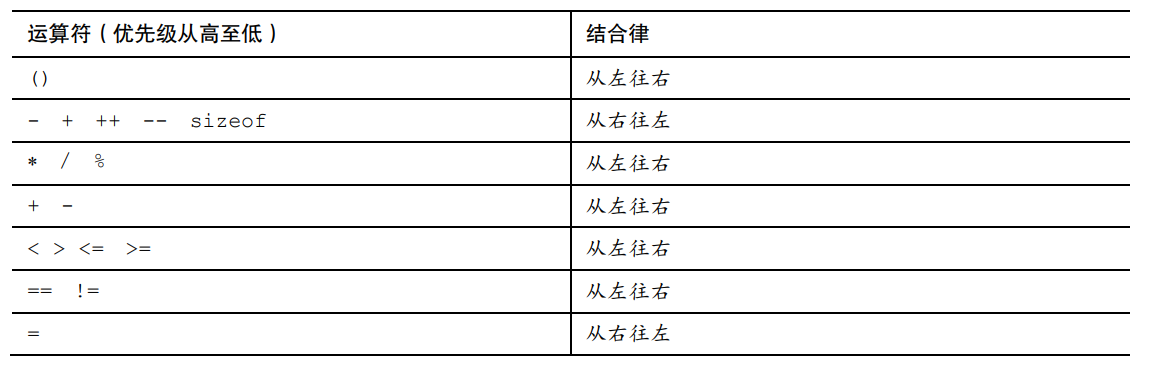 运算符（优先级从高至低） 结合律
() 从左往右
- + ++ -- sizeof 从右往左
* / % 从左往右
+ - 从左往右
< > <= >= 从左往右
== != 从左往右
= 从右往左